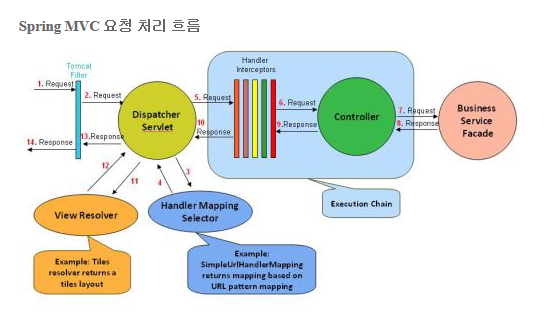 Spring MVC 요청 처리 흐름
Tomcat
Filter
Handler
Interceptors
1. Request
2. Request
Dispatcher
Servlet
5. Request
6. Request
Controller
7. Request
Business
Service
Facade
14. Response
13.Response
10
Response
9.Response
8. Response
12
11
3
4
View Resolver
Handler Mapping
Selector
Execution Chain
Example: Tiles
resolver returns a
tiles layout
Example:
SimpleUrlHandlerMapping
returns mapping based on
URL pattern mapping